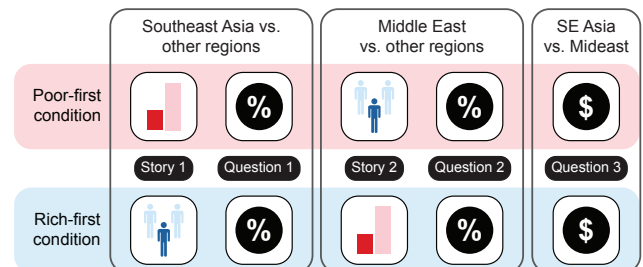 Southeast Asia vs.
other regions
Middle East
vs. other regions
SE Asia
vs. Mideast
Poor-first
condition
%
%
$
Story 1
Question 1
Story 2
Question 2
Question 3
Rich-first
condition
%
%
$